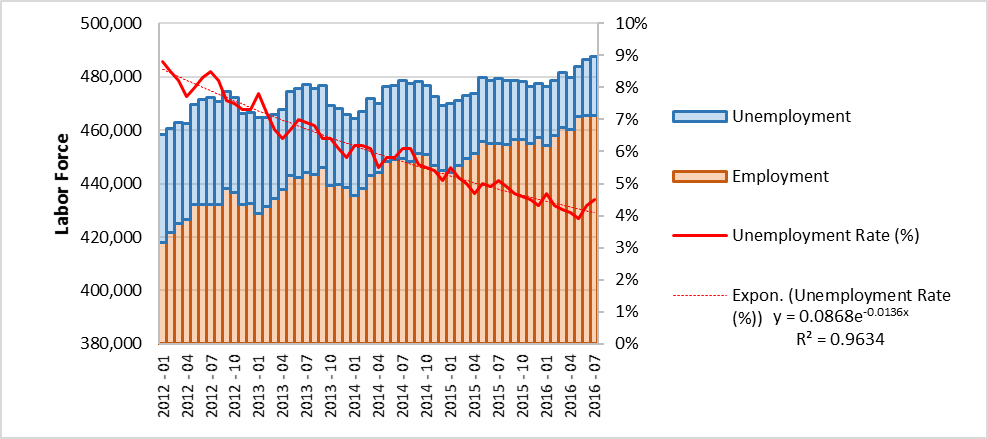 500,000
480,000
460,000
440,000
420,000
400,000
380,000
Labor Force
10%
9%
8%
7%
6%
5%
4%
3%
2%
1%
0%
2012 - 01
2012 - 04
2012 - 07
2012 - 10
2013 - 01
2013 - 04
2013 - 07
2013 - 10
2014 - 01
2014 - 04
2014 - 07
2014 - 10
2015 - 01
2015 - 04
2015 - 07
2015 - 10
2016 - 01
2016 - 04
2016 - 07
Unemployment
Employment
Unemployment Rate (%)
Expon. (Unemployment Rate
(%)) y = 0.0868e^-0.0136x
R² = 0.9634